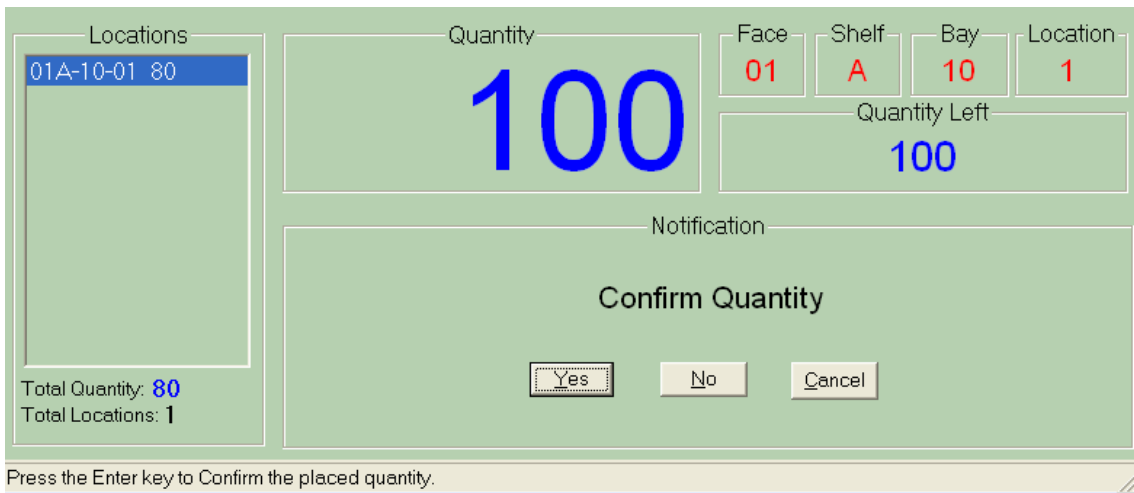 Locations
01A-10-01 80
Total Quantity: 80
Total Locations: 1
Quantity
100
Face
01
Shelf
A
Bay
10
Location
1
Quantity Left
100
Notification
Confirm Quantity
Yes No Cancel
Press the Enter key to Confirm the placed quantity.